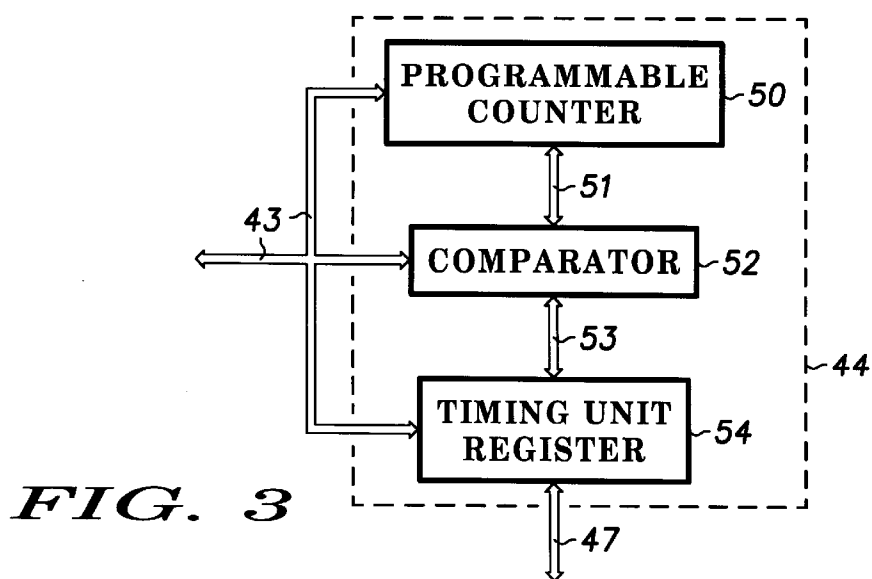 PROGRAMMABLE
COUNTER
50
51
43
COMPARATOR
52
53
44
TIMING UNIT
REGISTER
54
FIG. 3
47